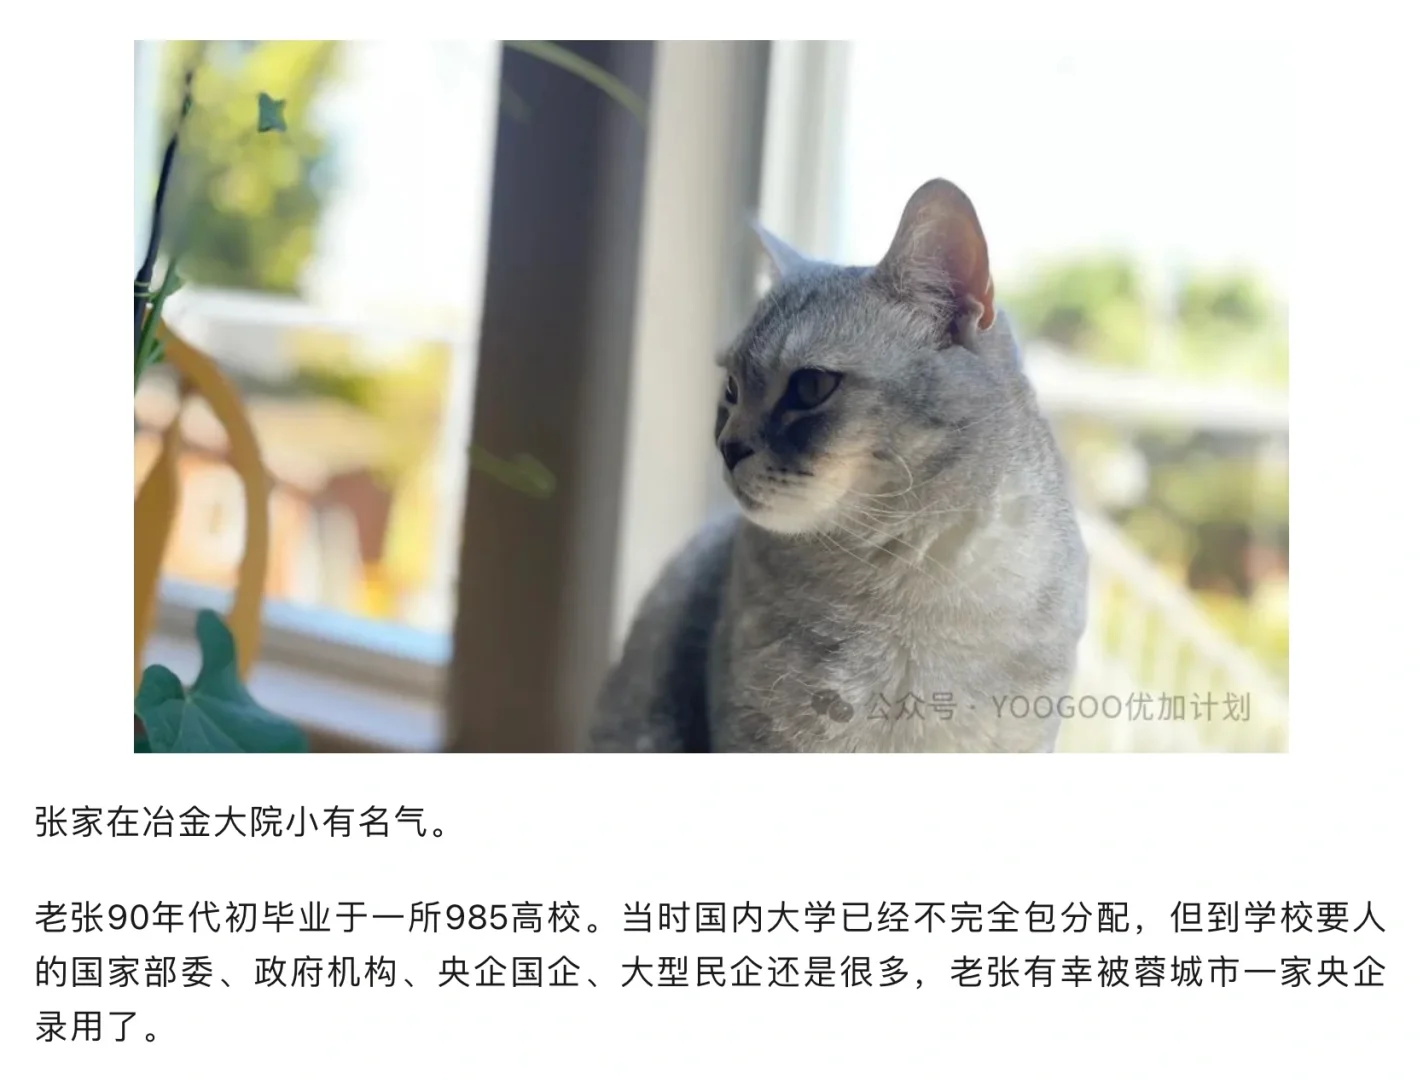 公众号 · YOOGOO优加计划
张家在冶金大院小有名气。
老张90年代初毕业于一所985高校。当时国内大学已经不完全包分配，但到学校要人
的国家部委、政府机构、央企国企、大型民企还是很多，老张有幸被蓉城市一家央企
录用了。